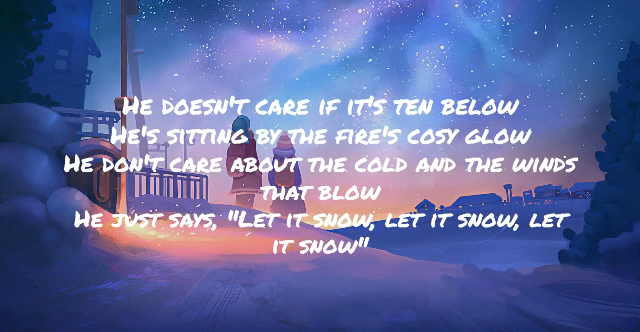 He doesn't care if it's ten below
He's sitting by the fire's cosy glow
He don't care about the cold and the winds
that blow
He just says, "Let it snow, let it snow, let
it snow"